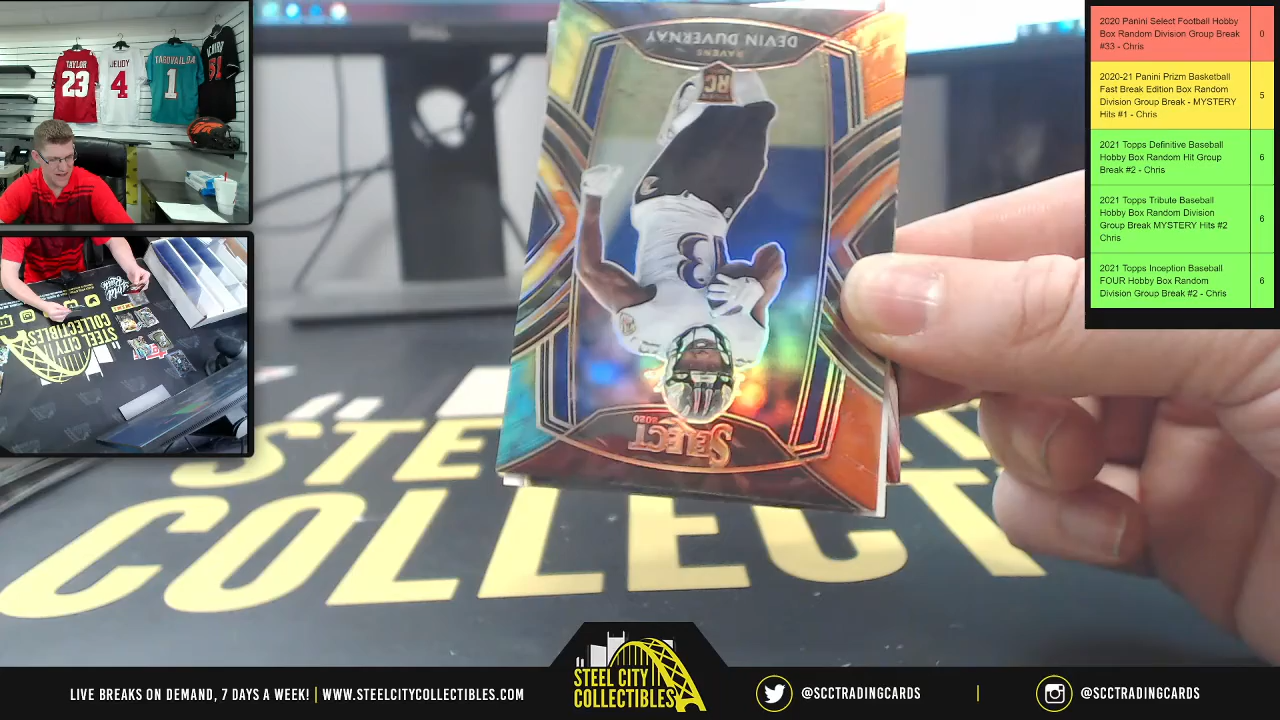 TAYLOR
23
JEUDY
4
TAGOVAILOA
1
ICHIRO
51
STEEL CITY
COLLECTIBLES
DEVIN DUVERNAY
RAVENS
RC
SELECT
2020
STEEL CITY
COLLECT
2020 Panini Select Football Hobby
Box Random Division Group Break
#33 - Chris
0
2020-21 Panini Prizm Basketball
Fast Break Edition Box Random
Division Group Break - MYSTERY
Hits #1 - Chris
5
2021 Topps Definitive Baseball
Hobby Box Random Hit Group
Break #2 - Chris
6
2021 Topps Tribute Baseball
Hobby Box Random Division
Group Break MYSTERY Hits #2
Chris
6
2021 Topps Inception Baseball
FOUR Hobby Box Random
Division Group Break #2 - Chris
6
LIVE BREAKS ON DEMAND, 7 DAYS A WEEK! | WWW.STEELCITYCOLLECTIBLES.COM
STEEL CITY
COLLECTIBLES
@SCCTRADINGCARDS | @SCCTRADINGCARDS